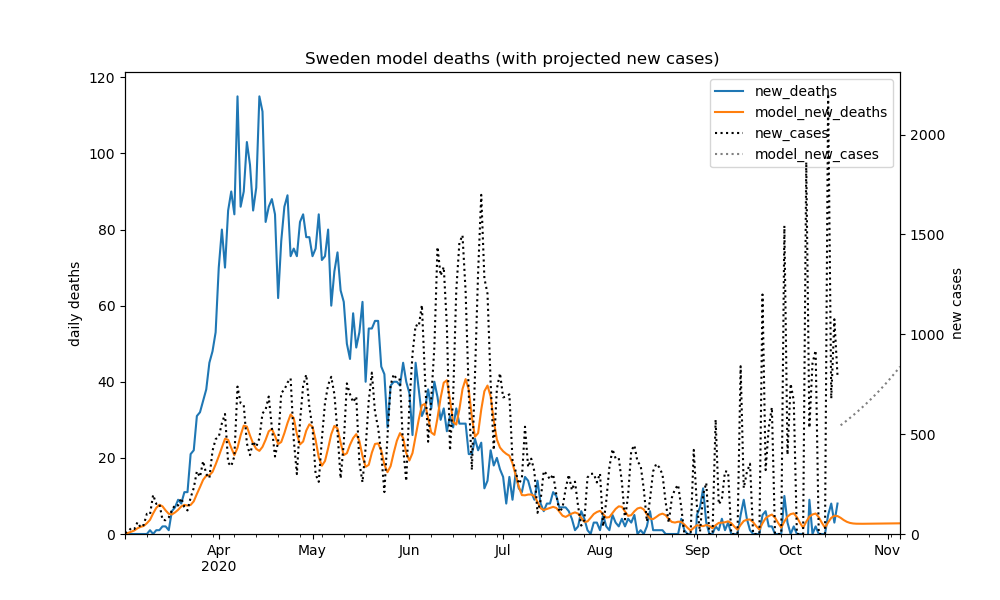 Sweden model deaths (with projected new cases)
120
100
80
60
40
20
0
daily deaths
new_deaths
model_new_deaths
new_cases
model_new_cases
2000
1500
1000
500
0
new cases
Apr
2020
May
Jun
Jul
Aug
Sep
Oct
Nov